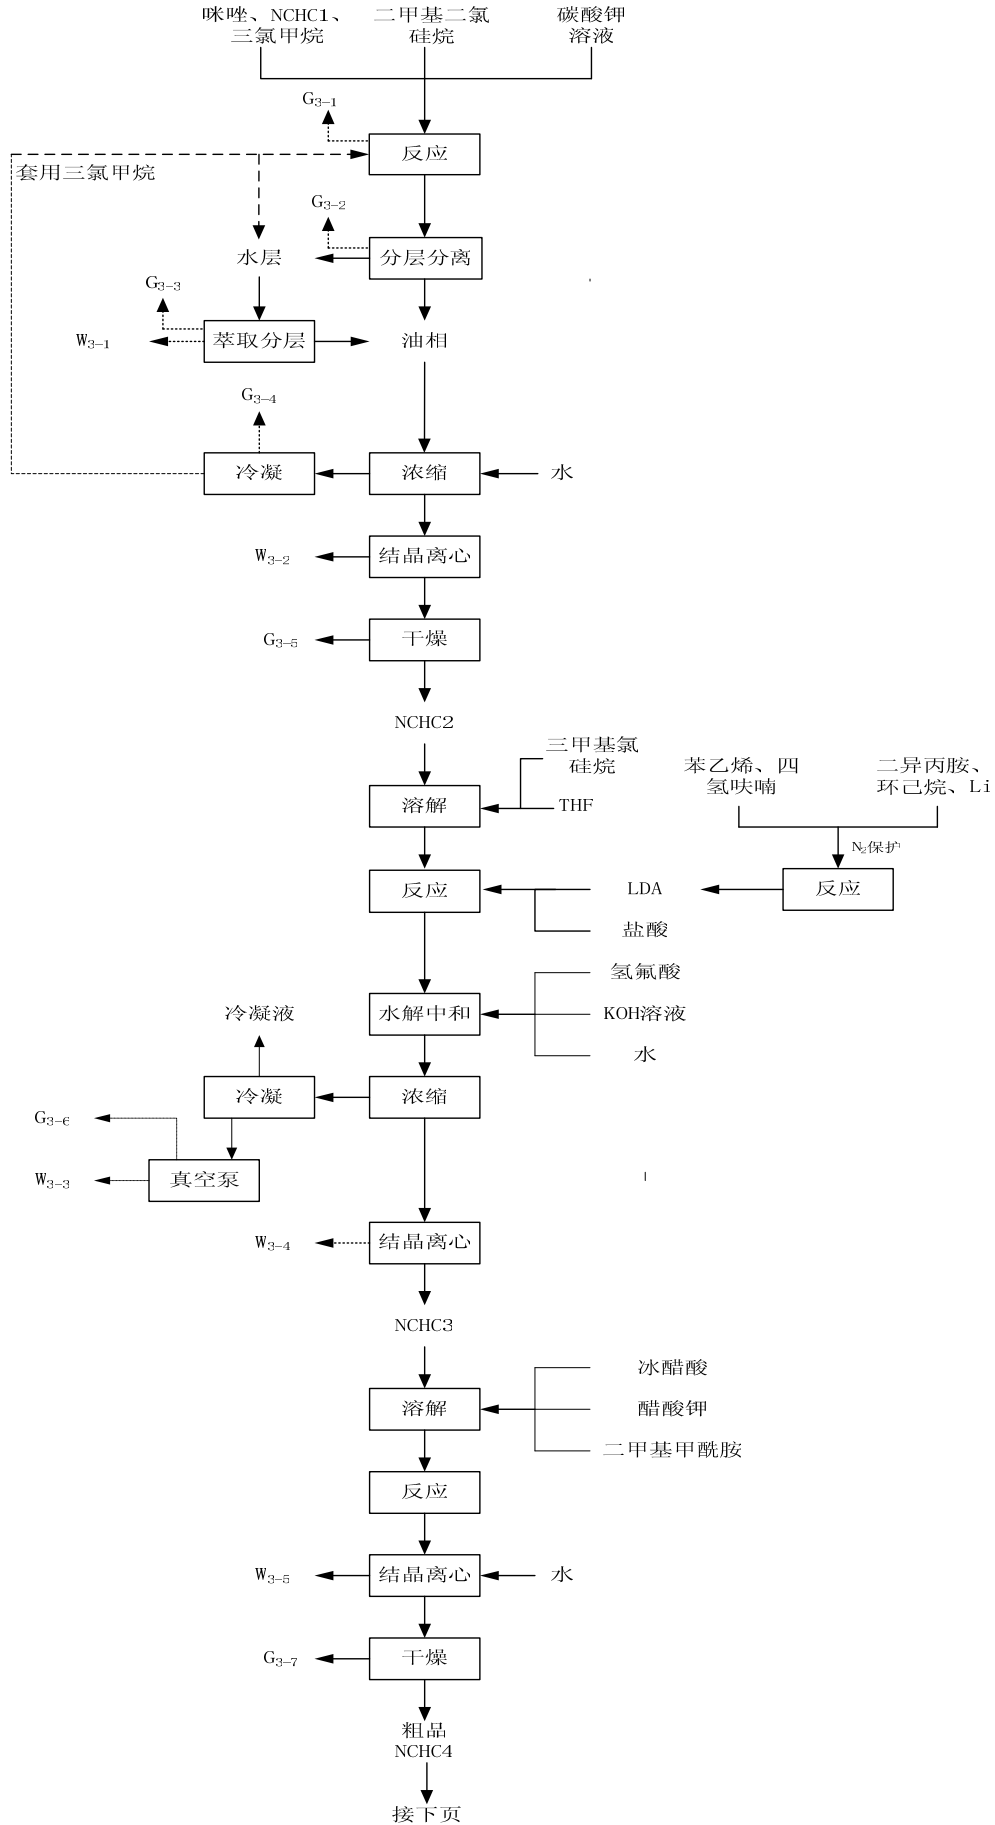 咪唑、NCHC1、
三氯甲烷
二甲基二氯
硅烷
碳酸钾
溶液
G3-1
反应
套用三氯甲烷
G3-2
水层
分层分离
G3-3
W3-1
萃取分层
油相
G3-4
冷凝
浓缩
水
W3-2
结晶离心
G3-5
干燥
NCHC2
三甲基氯
硅烷
苯乙烯、四
氢呋喃
二异丙胺、
环己烷、Li
溶解
THF
N2保护
反应
LDA
反应
盐酸
氢氟酸
冷凝液
水解中和
KOH溶液
水
冷凝
浓缩
G3-6
W3-3
真空泵
W3-4
结晶离心
NCHC3
冰醋酸
溶解
醋酸钾
二甲基甲酰胺
反应
W3-5
结晶离心
水
G3-7
干燥
粗品
NCHC4
接下页